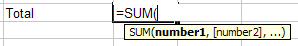 Total =SUM(
SUM(number1, [number2], ...)